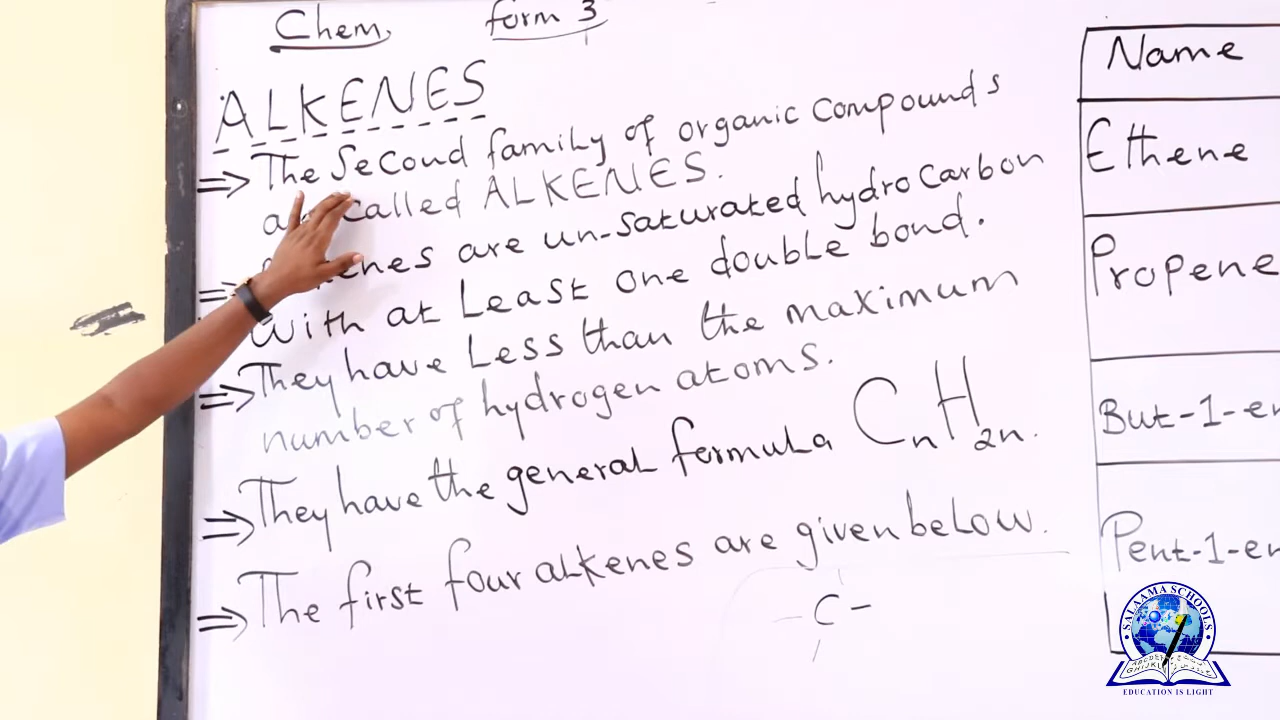 Chem, form 3
ALKENES
⇒ The Second family of organic compounds
called ALKENES.
⇒ are un-saturated hydrocarbon
With at Least one double bond.
⇒ They have Less than the maximum
number of hydrogen atoms.
⇒ They have the general formula CnH2n.
⇒ The first four alkenes are given below.
C -
Name
Ethene
Propene
But-1-en
Pent-1-en
SALAAMA SCHOOLS
EDUCATION IS LIGHT